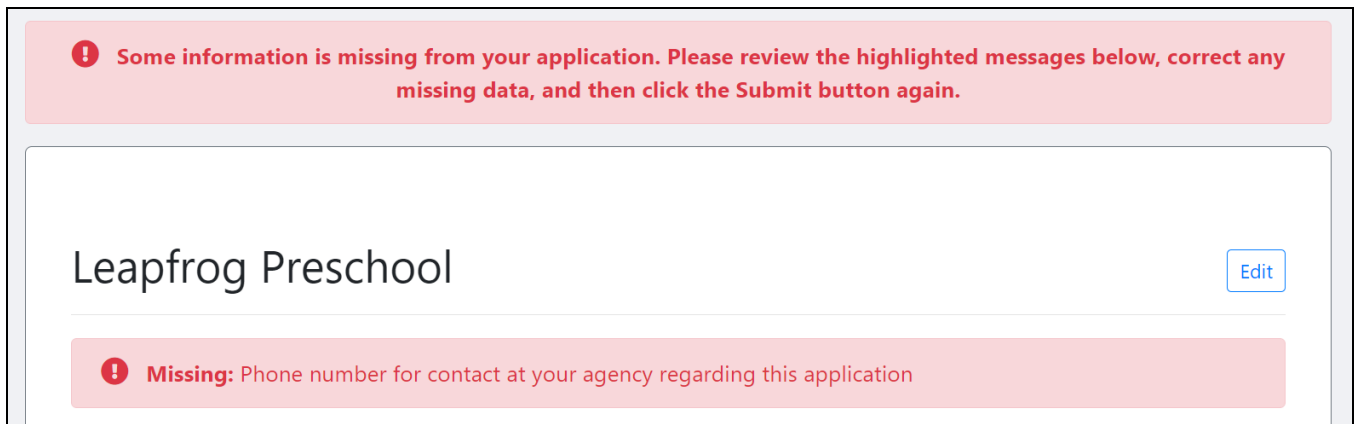 Some information is missing from your application. Please review the highlighted messages below, correct any
missing data, and then click the Submit button again.
Leapfrog Preschool
Edit
Missing: Phone number for contact at your agency regarding this application